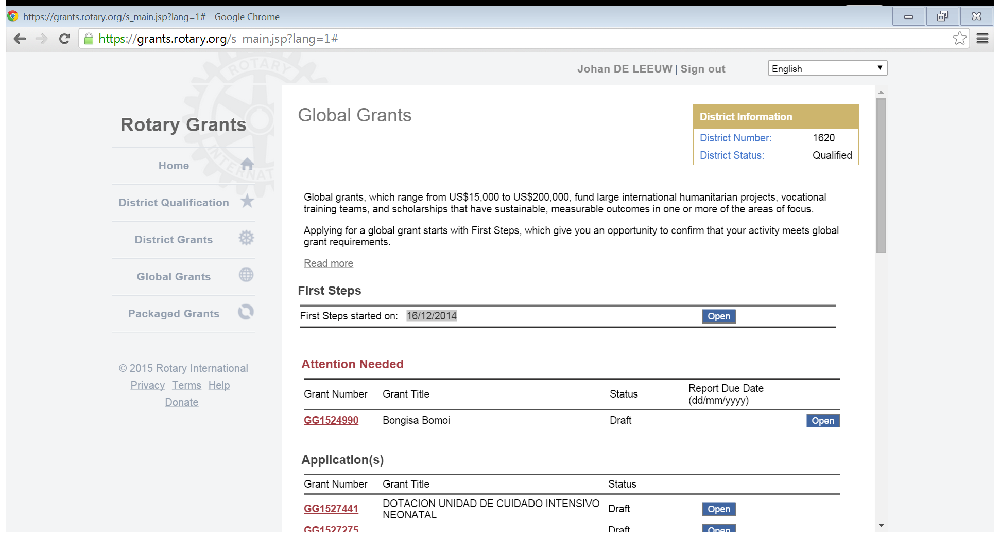 https://grants.rotary.org/s_main.jsp?lang=1# - Google Chrome
https://grants.rotary.org/s_main.jsp?lang=1#
ROTARY
INTERNAT
Johan DE LEEUW | Sign out
English
Rotary Grants
Home
District Qualification
District Grants
Global Grants
Packaged Grants
© 2015 Rotary International
Privacy Terms Help
Donate
Global Grants
District Information
District Number: 1620
District Status: Qualified
Global grants, which range from US$15,000 to US$200,000, fund large international humanitarian projects, vocational
training teams, and scholarships that have sustainable, measurable outcomes in one or more of the areas of focus.
Applying for a global grant starts with First Steps, which give you an opportunity to confirm that your activity meets global
grant requirements.
Read more
First Steps
First Steps started on: 16/12/2014 Open
Attention Needed
Grant Number Grant Title Status Report Due Date
(dd/mm/yyyy)
GG1524990 Bongisa Bomoi Draft Open
Application(s)
Grant Number Grant Title Status
GG1527441 DOTACION UNIDAD DE CUIDADO INTENSIVO
NEONATAL Draft Open
GG1527275 Draft Open